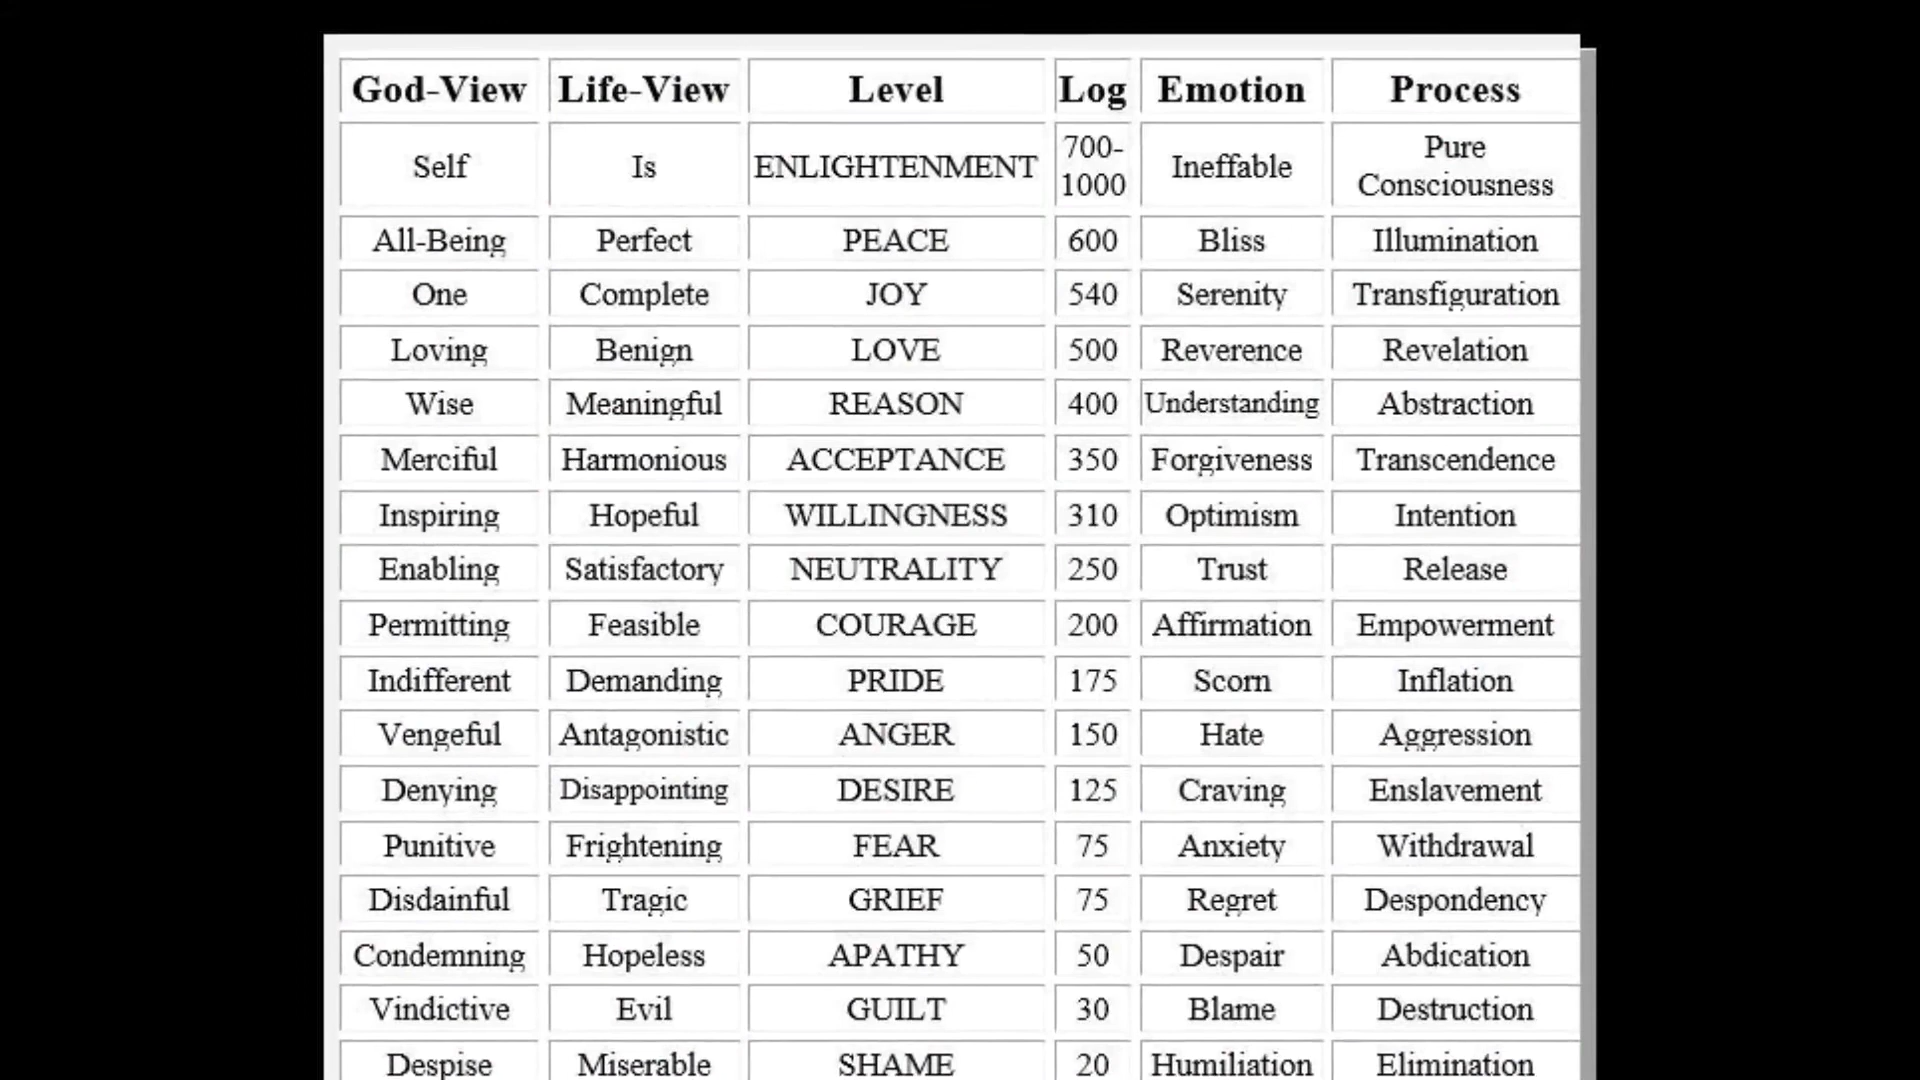 God-View Life-View Level Log Emotion Process
Self Is ENLIGHTENMENT 700-1000 Ineffable Pure Consciousness
All-Being Perfect PEACE 600 Bliss Illumination
One Complete JOY 540 Serenity Transfiguration
Loving Benign LOVE 500 Reverence Revelation
Wise Meaningful REASON 400 Understanding Abstraction
Merciful Harmonious ACCEPTANCE 350 Forgiveness Transcendence
Inspiring Hopeful WILLINGNESS 310 Optimism Intention
Enabling Satisfactory NEUTRALITY 250 Trust Release
Permitting Feasible COURAGE 200 Affirmation Empowerment
Indifferent Demanding PRIDE 175 Scorn Inflation
Vengeful Antagonistic ANGER 150 Hate Aggression
Denying Disappointing DESIRE 125 Craving Enslavement
Punitive Frightening FEAR 75 Anxiety Withdrawal
Disdainful Tragic GRIEF 75 Regret Despondency
Condemning Hopeless APATHY 50 Despair Abdication
Vindictive Evil GUILT 30 Blame Destruction
Despise Miserable SHAME 20 Humiliation Elimination